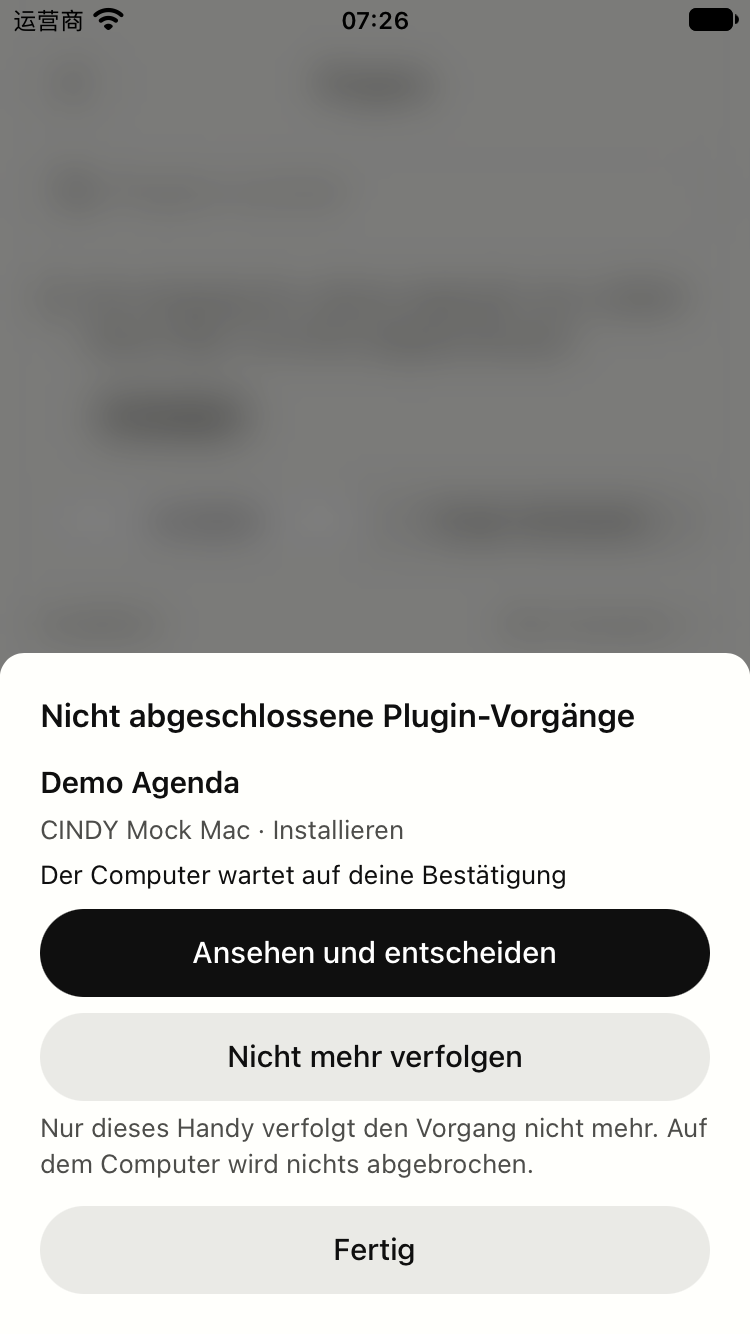 运营商
07:26
Nicht abgeschlossene Plugin-Vorgänge
Demo Agenda
CINDY Mock Mac · Installieren
Der Computer wartet auf deine Bestätigung
Ansehen und entscheiden
Nicht mehr verfolgen
Nur dieses Handy verfolgt den Vorgang nicht mehr. Auf
dem Computer wird nichts abgebrochen.
Fertig